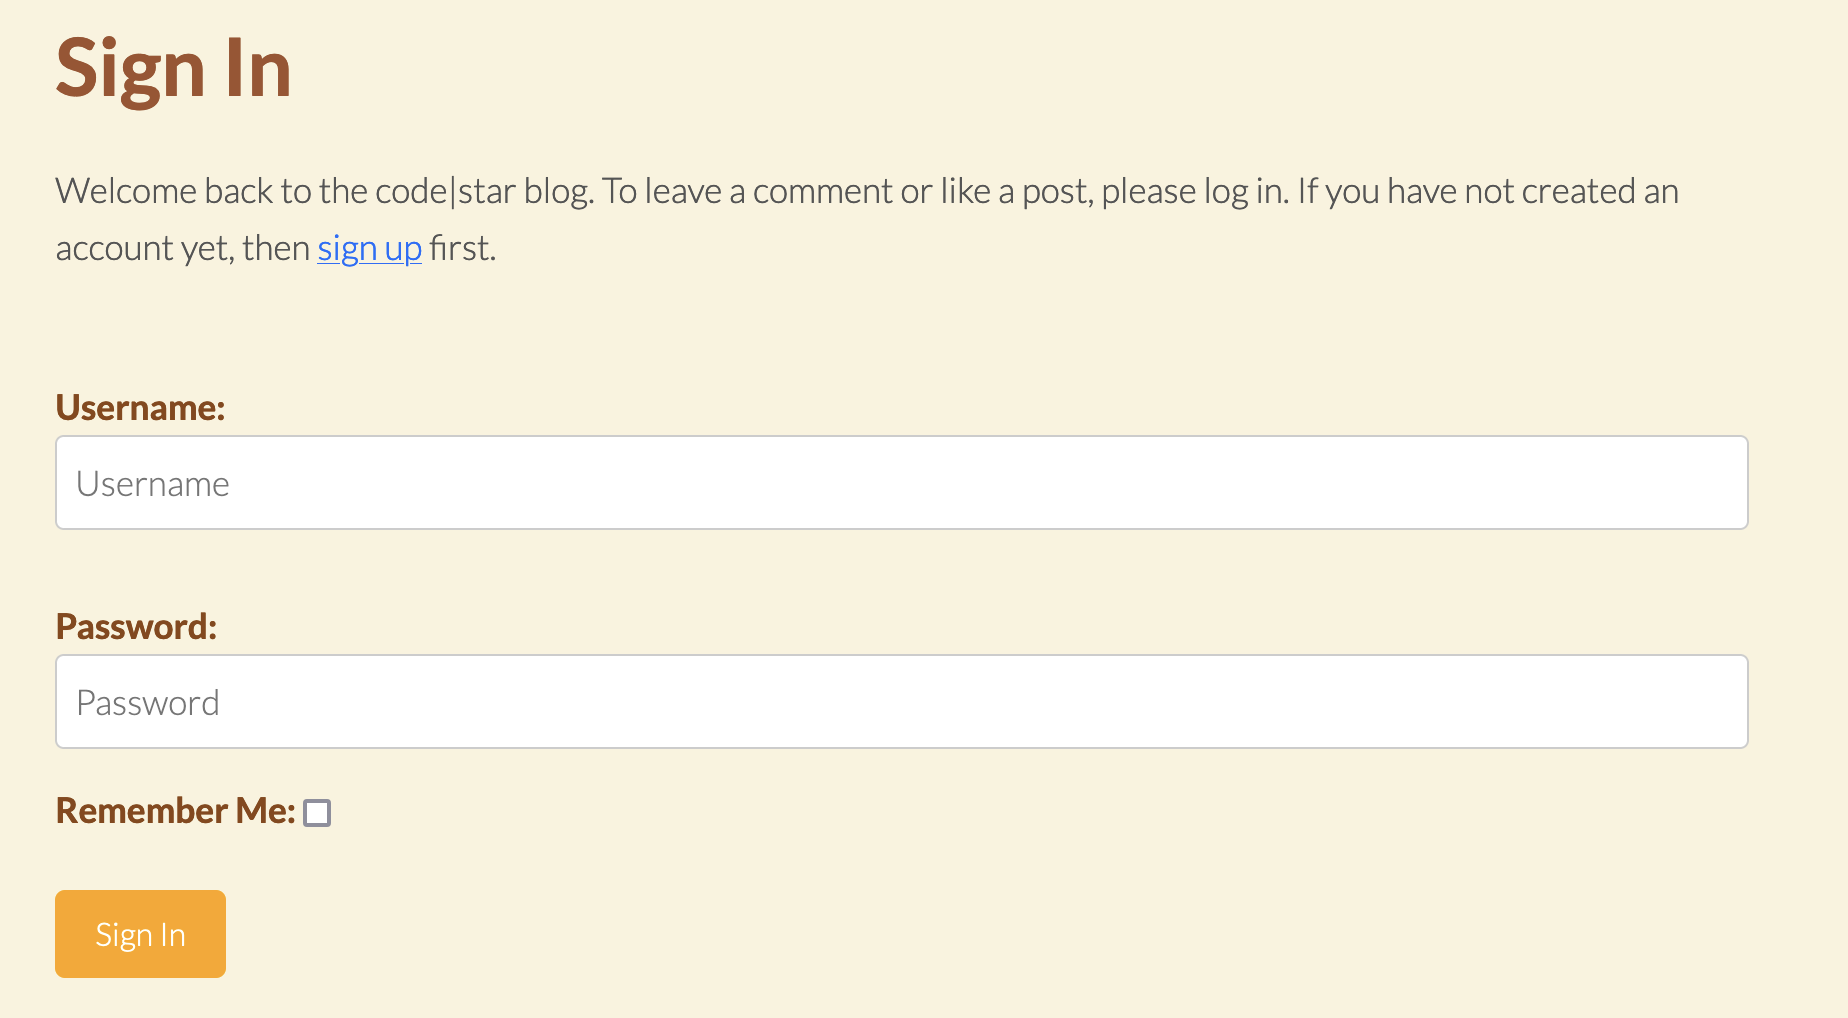 Sign In
Welcome back to the code|star blog. To leave a comment or like a post, please log in. If you have not created an
account yet, then sign up first.
Username:
Username
Password:
Password
Remember Me:
Sign In